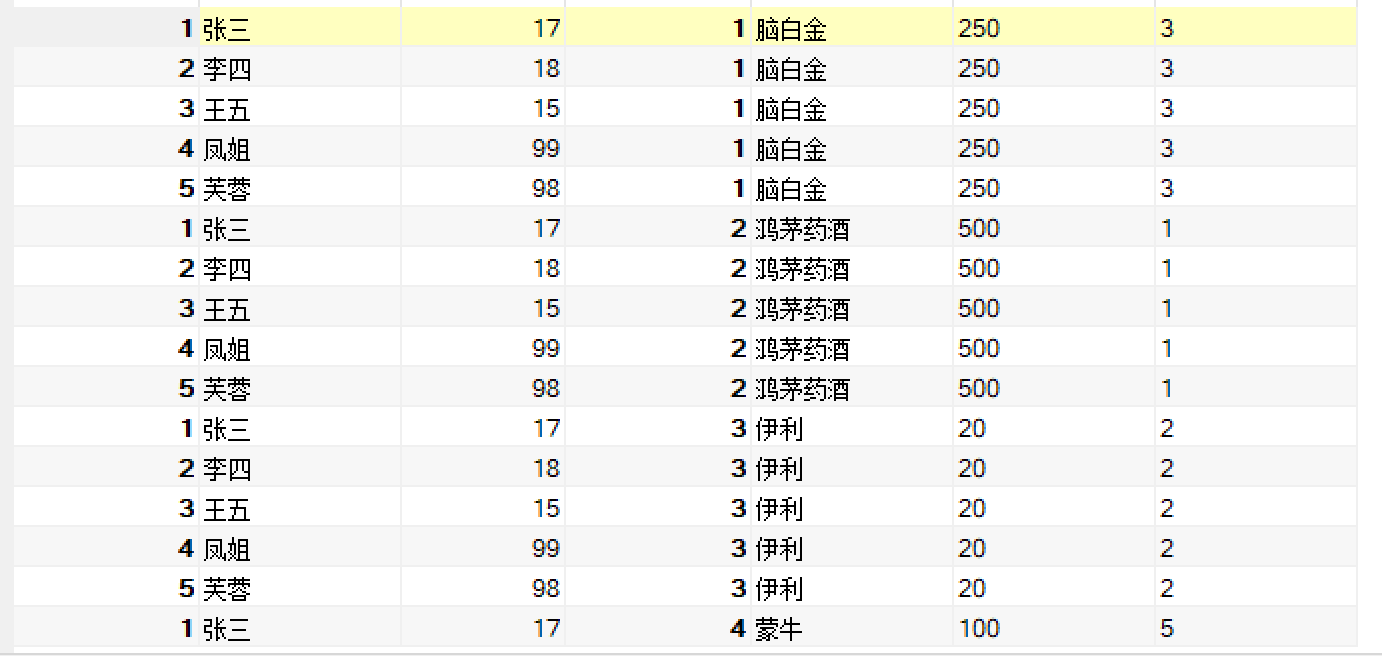 1 张三 17 1 脑白金 250 3
2 李四 18 1 脑白金 250 3
3 王五 15 1 脑白金 250 3
4 凤姐 99 1 脑白金 250 3
5 芙蓉 98 1 脑白金 250 3
1 张三 17 2 鸿茅药酒 500 1
2 李四 18 2 鸿茅药酒 500 1
3 王五 15 2 鸿茅药酒 500 1
4 凤姐 99 2 鸿茅药酒 500 1
5 芙蓉 98 2 鸿茅药酒 500 1
1 张三 17 3 伊利 20 2
2 李四 18 3 伊利 20 2
3 王五 15 3 伊利 20 2
4 凤姐 99 3 伊利 20 2
5 芙蓉 98 3 伊利 20 2
1 张三 17 4 蒙牛 100 5